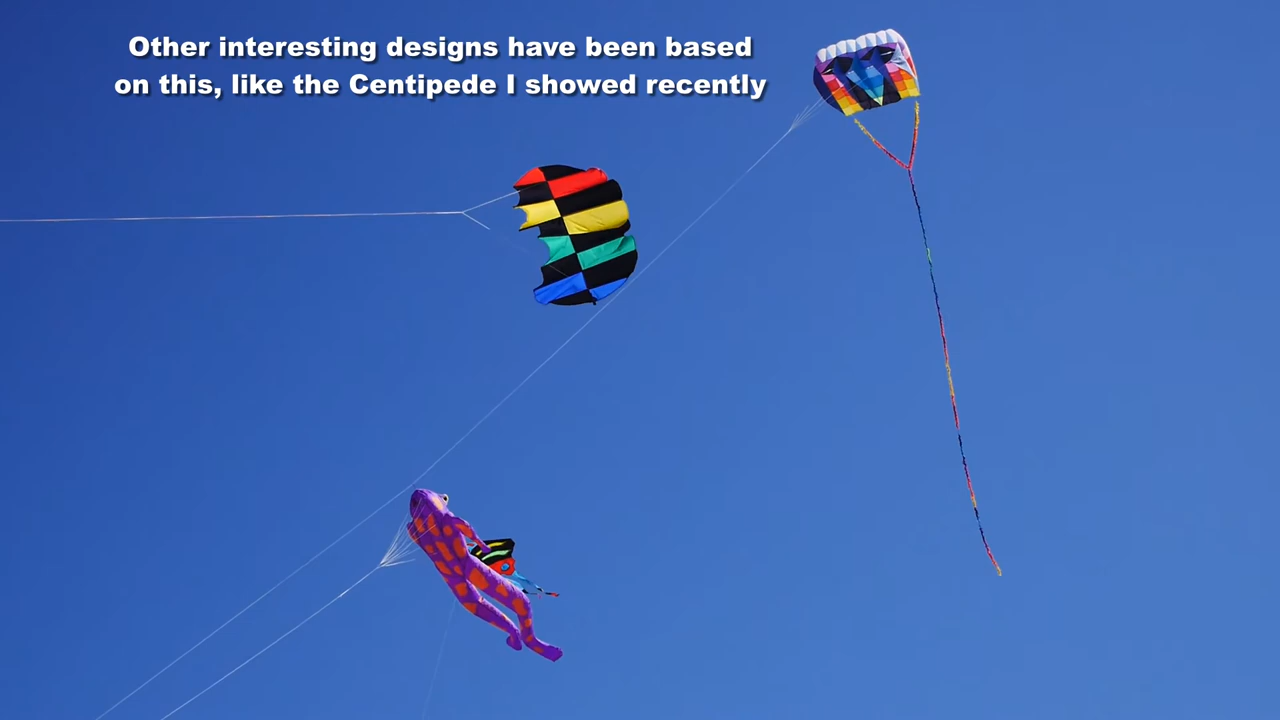 Other interesting designs have been based
on this, like the Centipede I showed recently